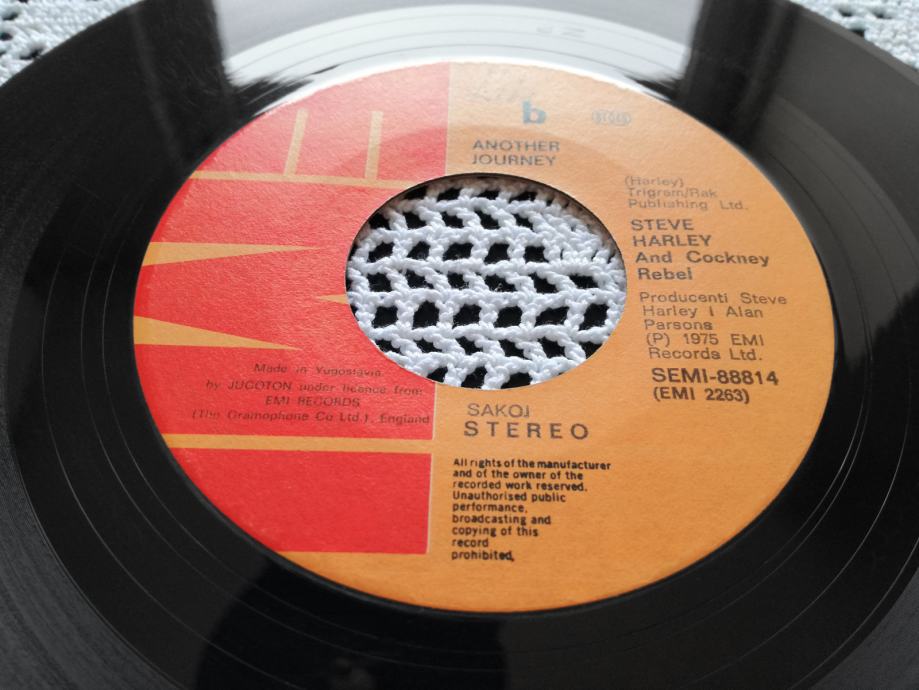 b
ANOTHER
JOURNEY
(Harley)
Trigram/Rak
Publishing Ltd.
STEVE
HARLEY
And Cockney
Rebel
Producenti Steve
Harley i Alan
Parsons
(P) 1975 EMI
Records Ltd.
SEMI-88814
(EMI 2263)
Made in Yugoslavia
by JUGOTON under licence from
EMI RECORDS
(The Gramophone Co Ltd.), England
SAKOJ
STEREO
All rights of the manufacturer
and of the owner of the
recorded work reserved.
Unauthorised public
performance,
broadcasting and
copying of this
record
prohibited.